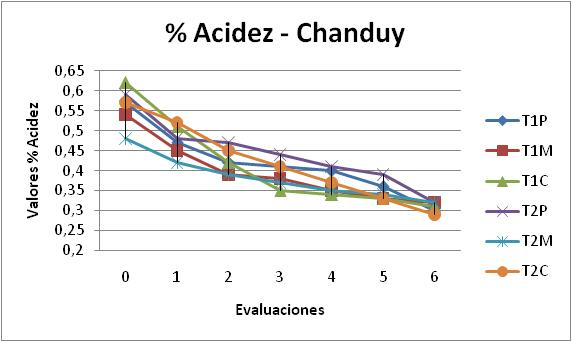 % Acidez - Chanduy
Valores % Acidez
0,65
0,6
0,55
0,5
0,45
0,4
0,35
0,3
0,25
0,2
0 1 2 3 4 5 6
Evaluaciones
T1P
T1M
T1C
T2P
T2M
T2C